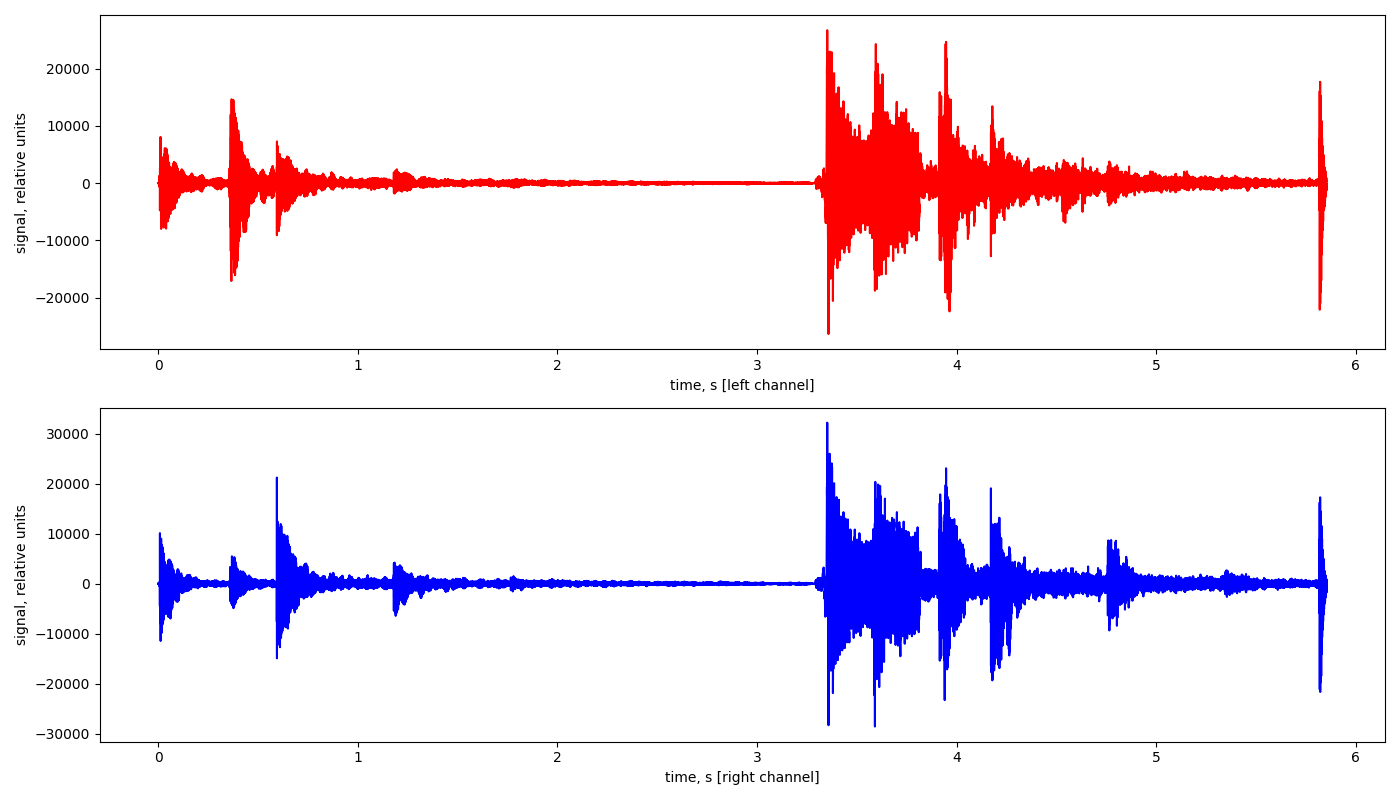 signal, relative units
20000
10000
0
−10000
−20000
0 1 2 3 4 5 6
time, s [left channel]
signal, relative units
30000
20000
10000
0
−10000
−20000
−30000
0 1 2 3 4 5 6
time, s [right channel]